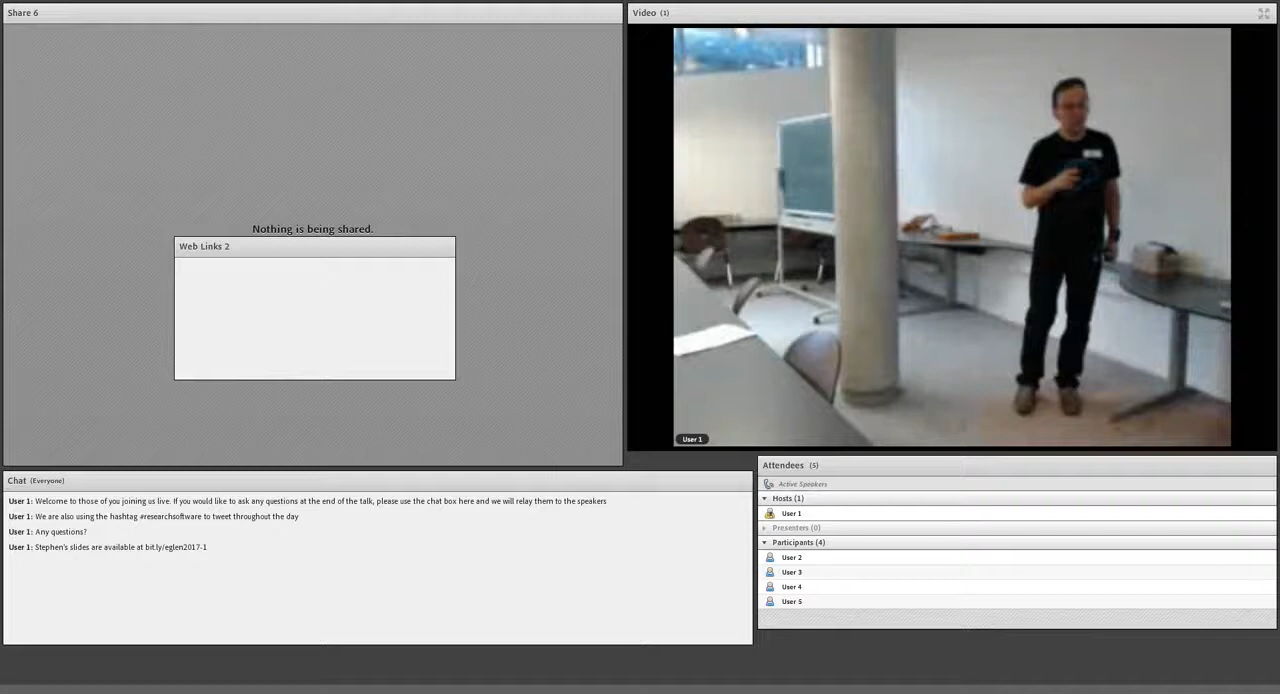 Share 6
Video (1)
Nothing is being shared.
Web Links 2
User 1
Chat (Everyone)
User 1: Welcome to those of you joining us live. If you would like to ask any questions at the end of the talk, please use the chat box here and we will relay them to the speakers
User 1: We are also using the hashtag #researchsoftware to tweet throughout the day
User 1: Any questions?
User 1: Stephen's slides are available at bit.ly/eglen2017-1
Attendees (5)
Active Speakers
Hosts (1)
User 1
Presenters (0)
Participants (4)
User 2
User 3
User 4
User 5